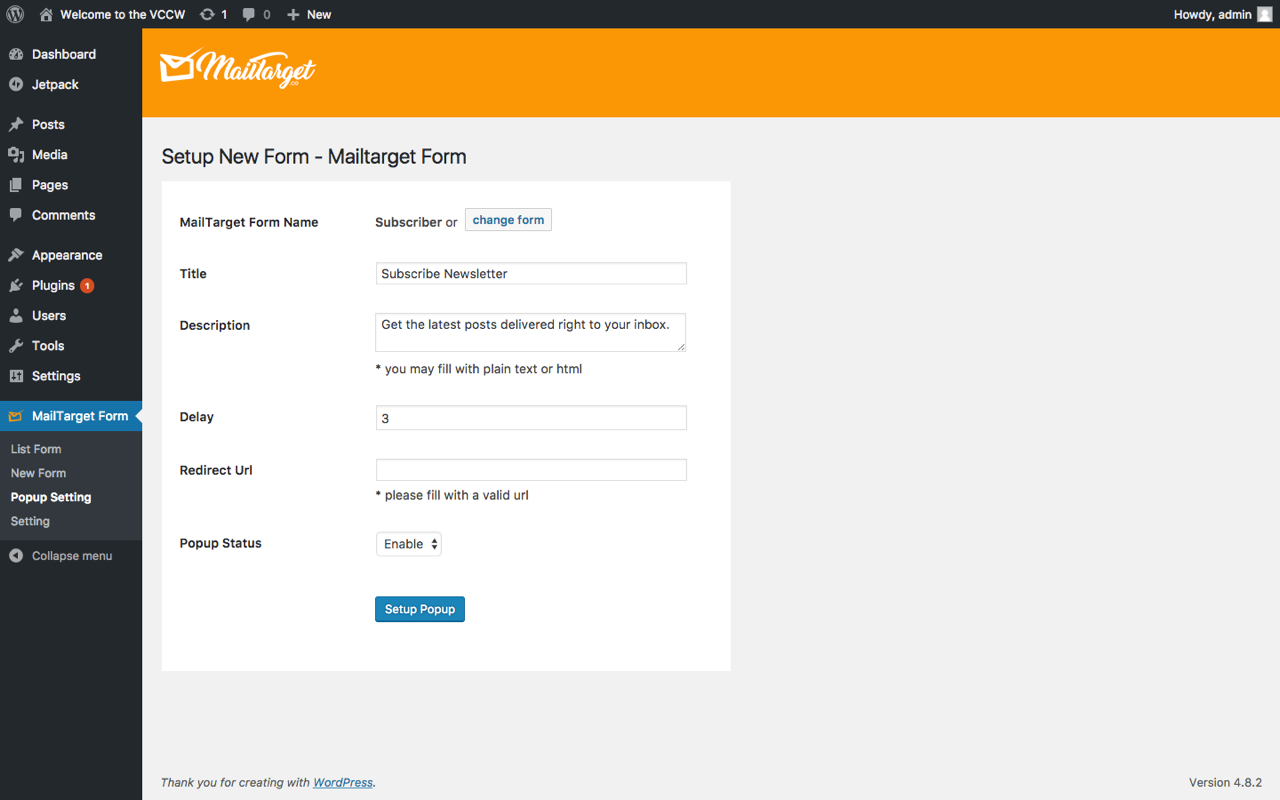 Welcome to the VCCW 1 0 New Howdy, admin
Dashboard
Jetpack
Posts
Media
Pages
Comments
Appearance
Plugins 1
Users
Tools
Settings
MailTarget Form
List Form
New Form
Popup Setting
Setting
Collapse menu
MailTarget.co
Setup New Form - Mailtarget Form
MailTarget Form Name Subscriber or change form
Title Subscribe Newsletter
Description Get the latest posts delivered right to your inbox.
* you may fill with plain text or html
Delay 3
Redirect Url
* please fill with a valid url
Popup Status Enable
Setup Popup
Thank you for creating with WordPress. Version 4.8.2